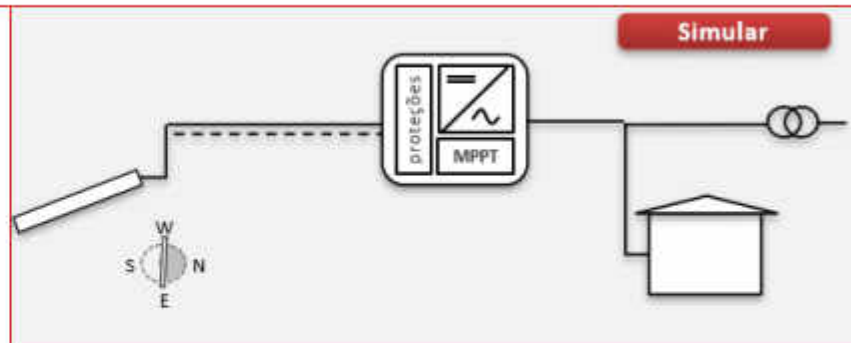 Simular
proteções
MPPT
W
S N
E